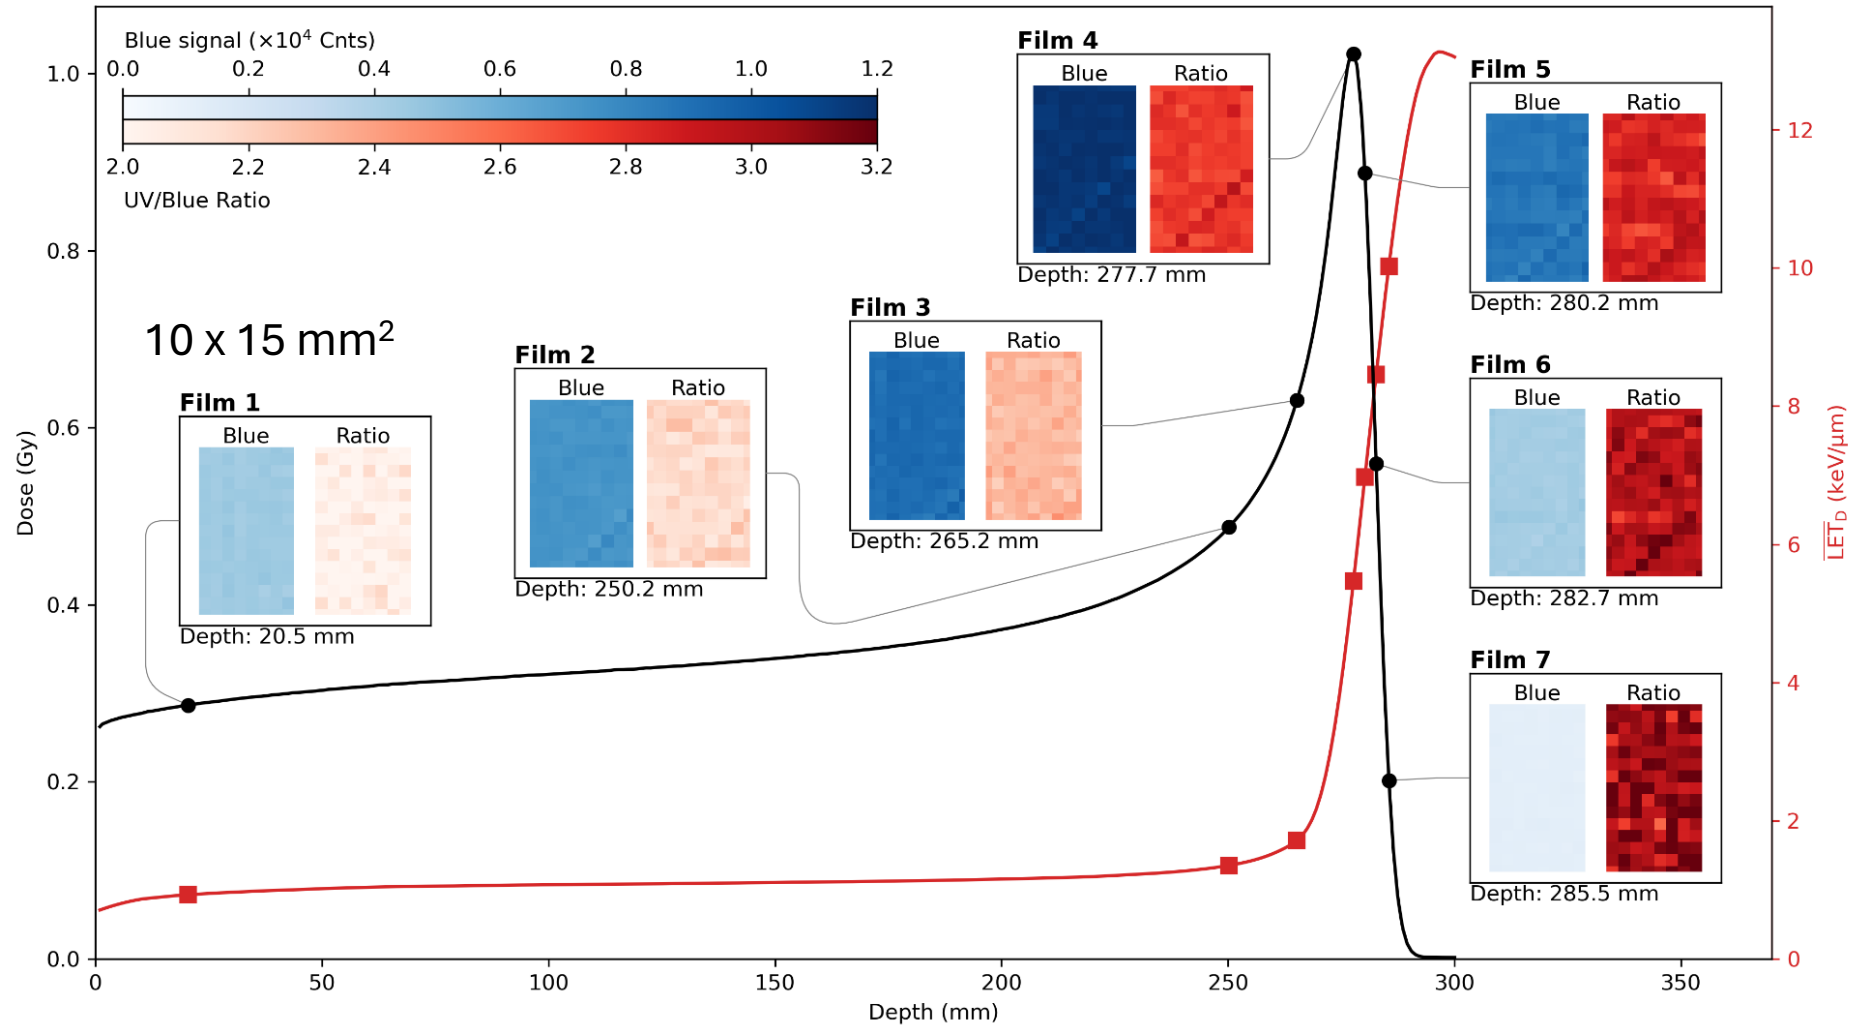 Blue signal (×10⁴ Cnts)
0.0 0.2 0.4 0.6 0.8 1.0 1.2
2.0 2.2 2.4 2.6 2.8 3.0 3.2
UV/Blue Ratio
10 x 15 mm²
Film 1
Blue Ratio
Depth: 20.5 mm
Film 2
Blue Ratio
Depth: 250.2 mm
Film 3
Blue Ratio
Depth: 265.2 mm
Film 4
Blue Ratio
Depth: 277.7 mm
Film 5
Blue Ratio
Depth: 280.2 mm
Film 6
Blue Ratio
Depth: 282.7 mm
Film 7
Blue Ratio
Depth: 285.5 mm
Dose (Gy)
1.0
0.8
0.6
0.4
0.2
0.0
0 50 100 150 200 250 300 350
Depth (mm)
12
10
8
6
4
2
0
L̅E̅T̅_D (keV/μm)